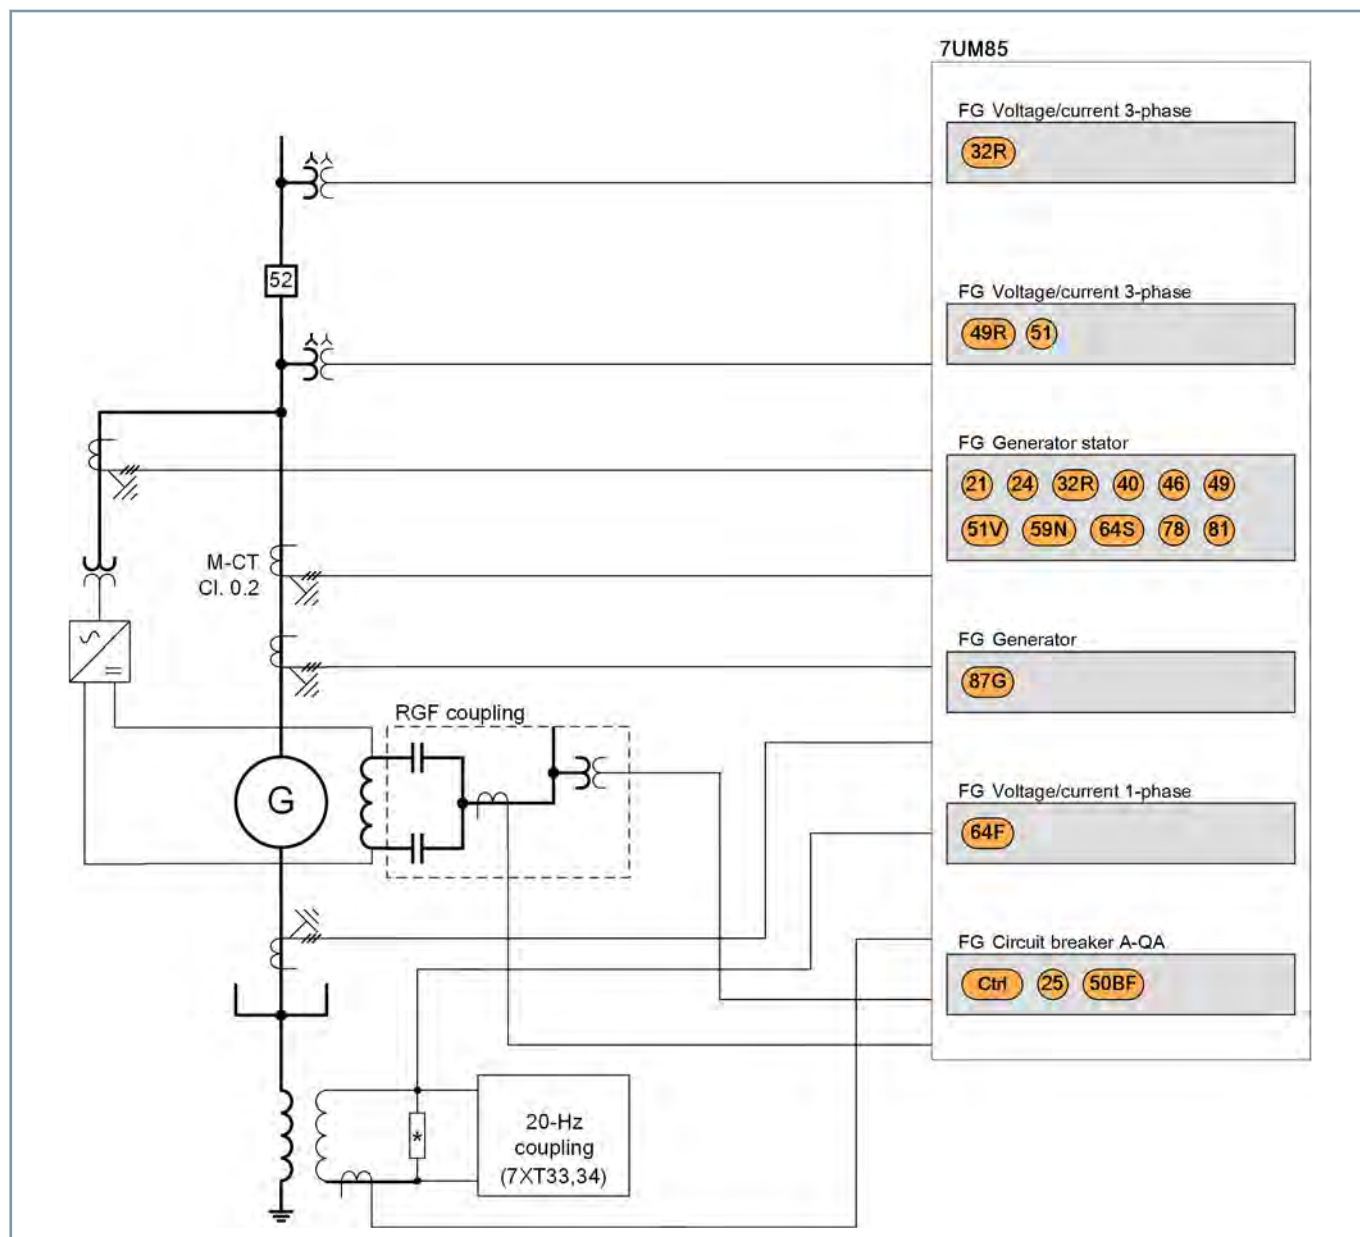 7UM85
FG Voltage/current 3-phase
32R
52
FG Voltage/current 3-phase
49R 51
FG Generator stator
21 24 32R 40 46 49
51V 59N 64S 78 81
M-CT
Cl. 0.2
FG Generator
87G
RGF coupling
G
FG Voltage/current 1-phase
64F
FG Circuit breaker A-QA
Ctrl 25 50BF
*
20-Hz
coupling
(7XT33,34)